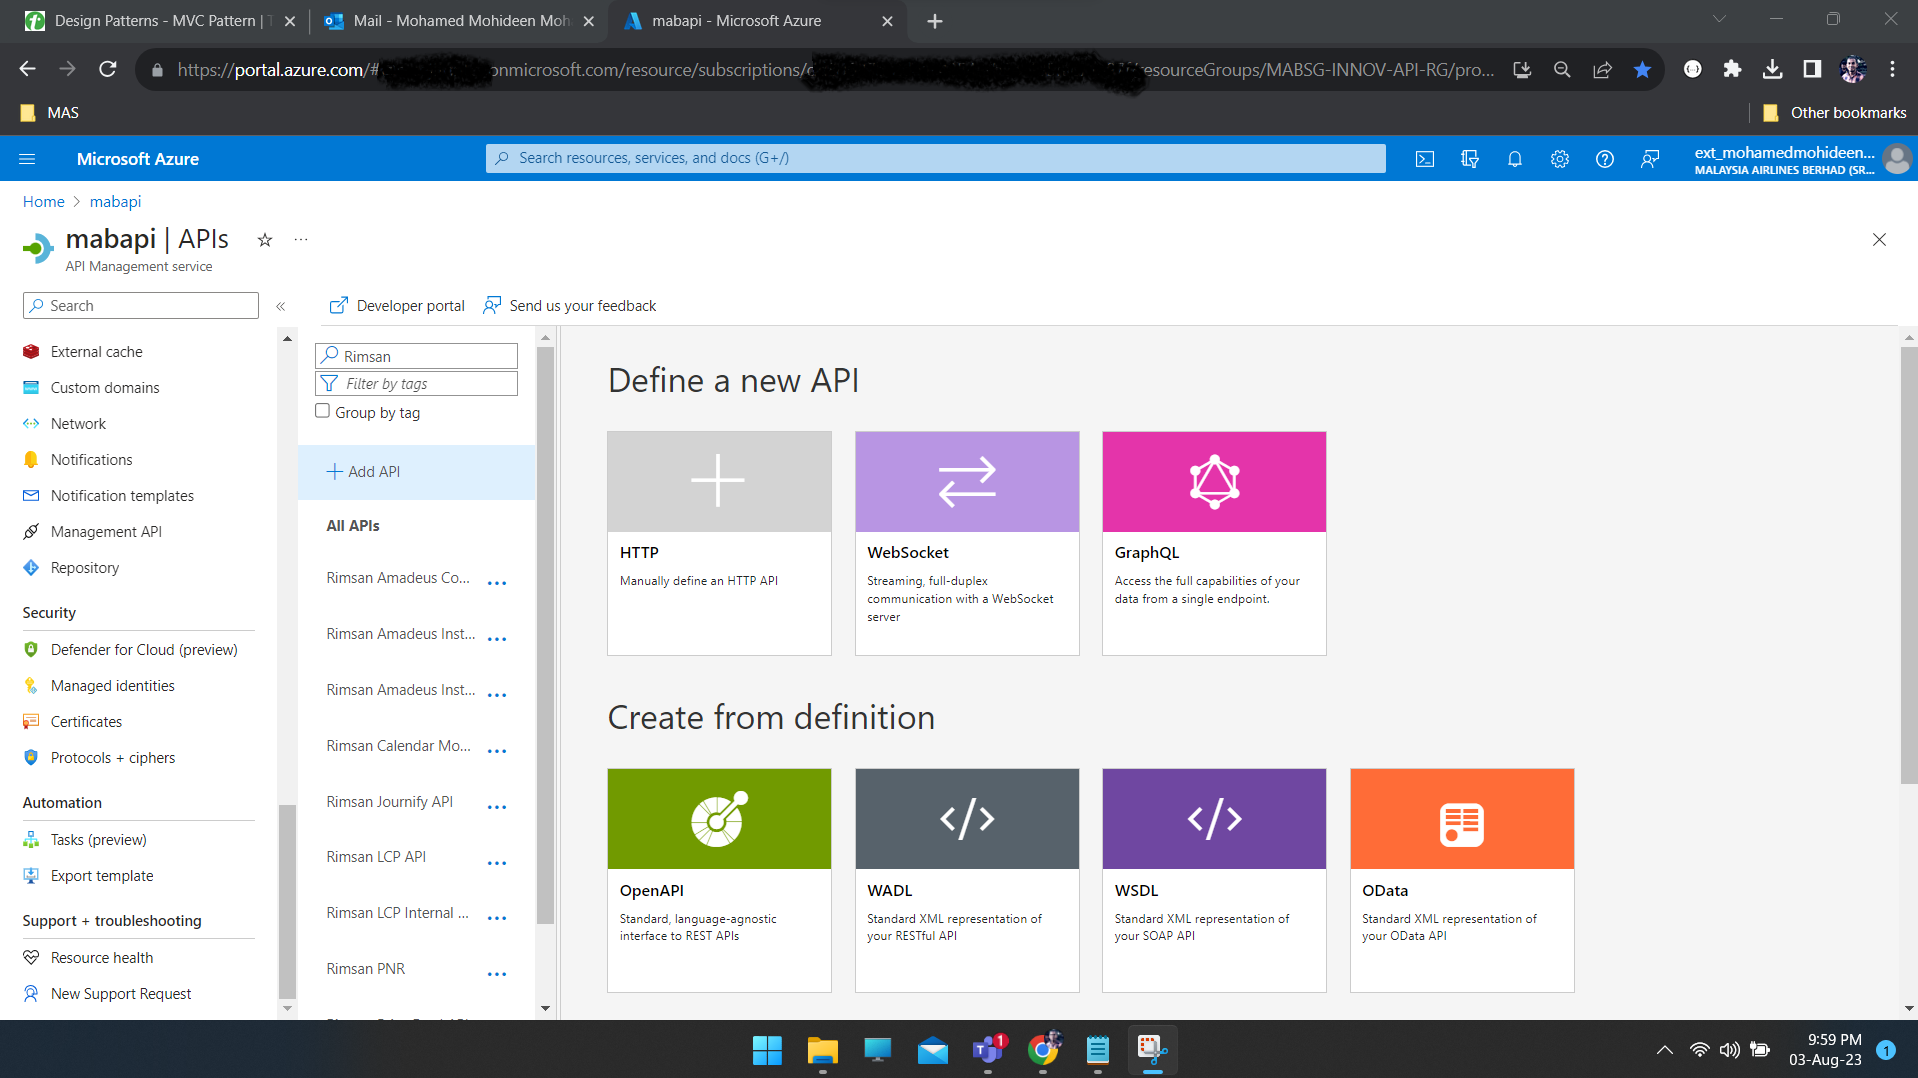 Design Patterns - MVC Pattern | T
Mail - Mohamed Mohideen Moh
mabapi - Microsoft Azure
https://portal.azure.com/#
onmicrosoft.com/resource/subscriptions/
resourceGroups/MABSG-INNOV-API-RG/pro...
MAS
Other bookmarks
Microsoft Azure
Search resources, services, and docs (G+/)
ext_mohamedmohideen...
MALAYSIA AIRLINES BERHAD (SR...
Home > mabapi
mabapi | APIs
...
API Management service
Search
«
Developer portal
Send us your feedback
External cache
Custom domains
Network
Notifications
Notification templates
Management API
Repository
Security
Defender for Cloud (preview)
Managed identities
Certificates
Protocols + ciphers
Automation
Tasks (preview)
Export template
Support + troubleshooting
Resource health
New Support Request
Rimsan
Filter by tags
Group by tag
+ Add API
All APIs
Rimsan Amadeus Co... ...
Rimsan Amadeus Inst... ...
Rimsan Amadeus Inst... ...
Rimsan Calendar Mo... ...
Rimsan Journify API ...
Rimsan LCP API ...
Rimsan LCP Internal ... ...
Rimsan PNR ...
Define a new API
HTTP
Manually define an HTTP API
WebSocket
Streaming, full-duplex
communication with a WebSocket
server
GraphQL
Access the full capabilities of your
data from a single endpoint.
Create from definition
OpenAPI
Standard, language-agnostic
interface to REST APIs
WADL
Standard XML representation of
your RESTful API
WSDL
Standard XML representation of
your SOAP API
OData
Standard XML representation of
your OData API
1
9:59 PM
03-Aug-23
1